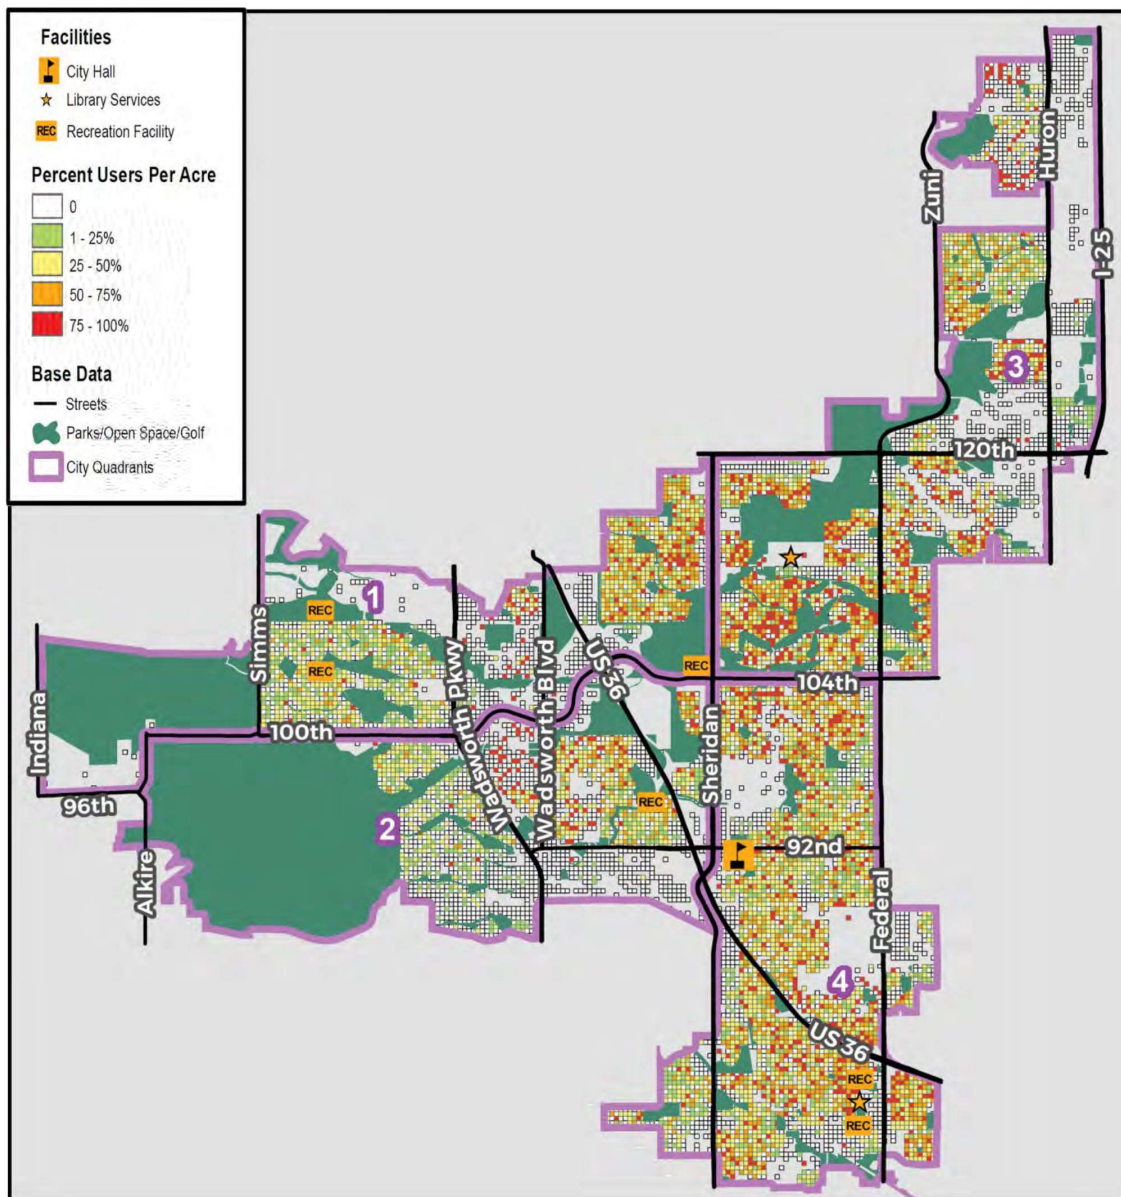 Facilities
City Hall
Library Services
REC Recreation Facility
Percent Users Per Acre
0
1 - 25%
25 - 50%
50 - 75%
75 - 100%
Base Data
Streets
Parks/Open Space/Golf
City Quadrants
Huron
Zuni
I-25
3
120th
1
REC
Simms
REC
Wadsworth Pkwy
Wadsworth Blvd
US 36
REC
104th
Indiana
100th
Sheridan
96th
REC
2
92nd
Alkire
Federal
4
US 36
REC
REC